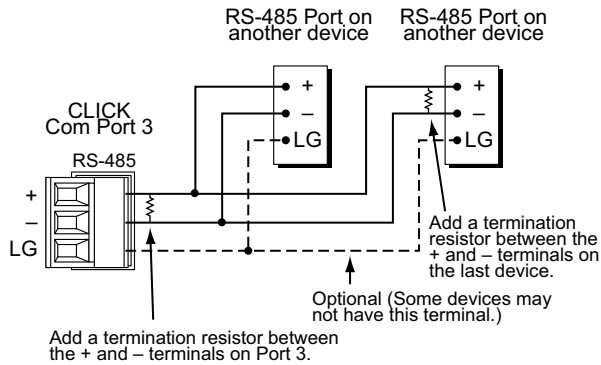 RS-485 Port on
another device
RS-485 Port on
another device
+
–
LG
+
–
LG
CLICK
Com Port 3
RS-485
+
–
LG
Add a termination
resistor between the
+ and – terminals on
the last device.
Optional (Some devices may
not have this terminal.)
Add a termination resistor between
the + and – terminals on Port 3.